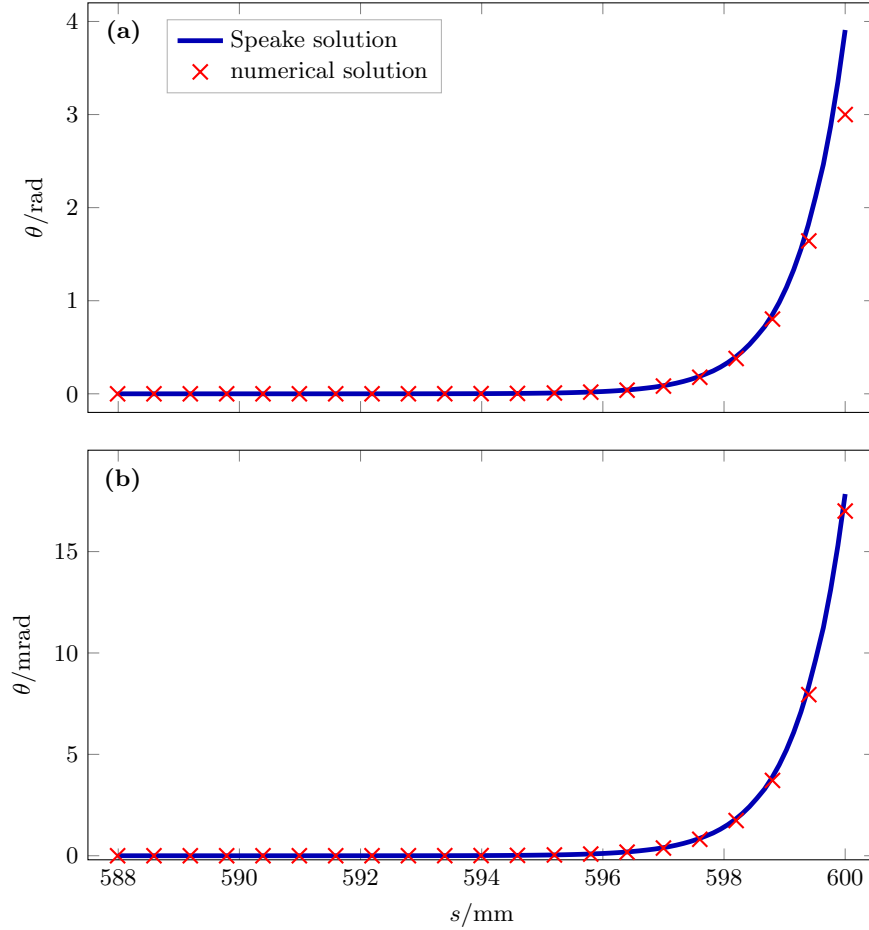 (a)
Speake solution
numerical solution
4
3
2
1
0
θ/rad
(b)
15
10
5
0
θ/mrad
588 590 592 594 596 598 600
s/mm